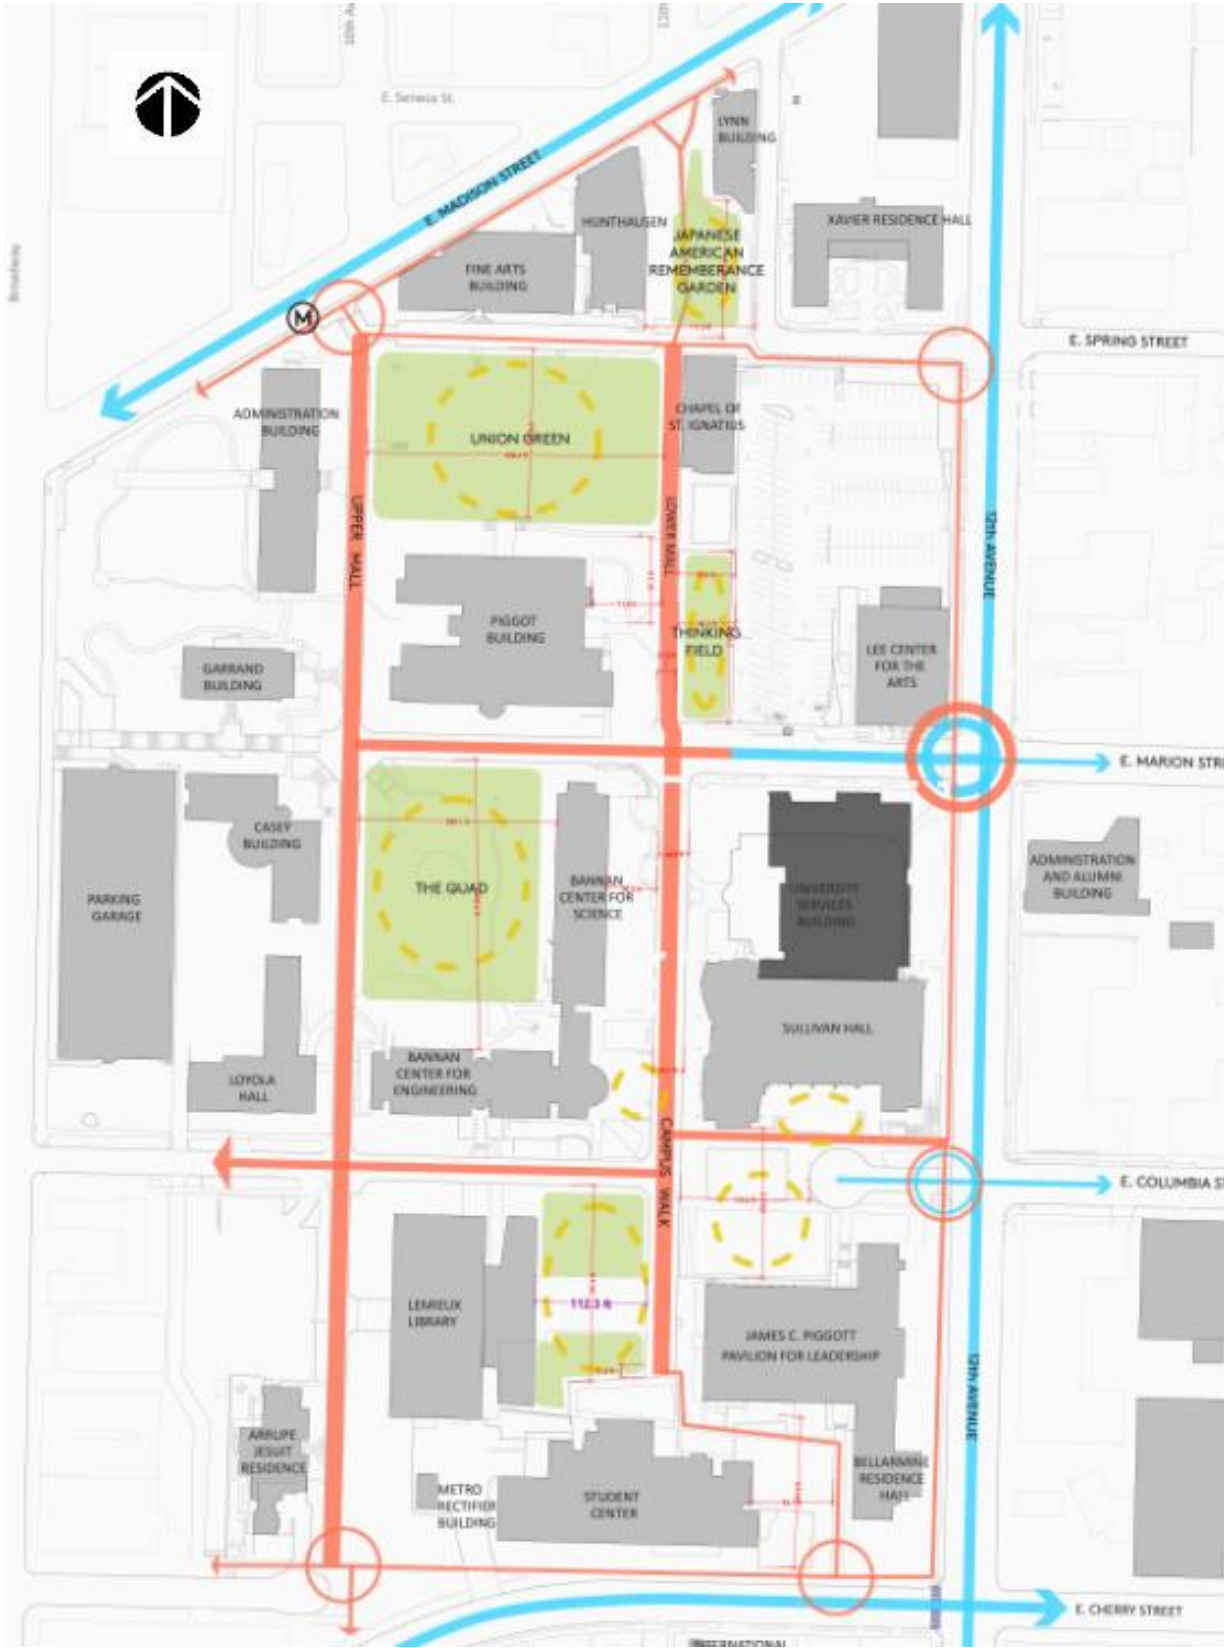 E. Seneca St.
LYNN
BUILDING
E. MADISON STREET
HUNTHAUSEN
XAVIER RESIDENCE HALL
JAPANESE
AMERICAN
REMEMBERANCE
GARDEN
FINE ARTS
BUILDING
Broadway
M
E. SPRING STREET
ADMINISTRATION
BUILDING
CHAPEL OF
ST. IGNATIUS
UNION GREEN
UPPER MALL
LOWER MALL
12th AVENUE
PIGGOT
BUILDING
THINKING
FIELD
LEE CENTER
FOR THE
ARTS
GARRAND
BUILDING
E. MARION STRE
CASEY
BUILDING
PARKING
GARAGE
THE QUAD
BANNAN
CENTER FOR
SCIENCE
UNIVERSITY
SERVICES
BUILDING
ADMINISTRATION
AND ALUMNI
BUILDING
SULLIVAN HALL
BANNAN
CENTER FOR
ENGINEERING
LOYOLA
HALL
CAMPUS WALK
E. COLUMBIA S
LEMIEUX
LIBRARY
112.3 ft
JAMES C. PIGGOTT
PAVILION FOR LEADERSHIP
12th AVENUE
ARRUPE
JESUIT
RESIDENCE
BELLARMINE
RESIDENCE
HALL
METRO
RECTIFIER
BUILDING
STUDENT
CENTER
E. CHERRY STREET